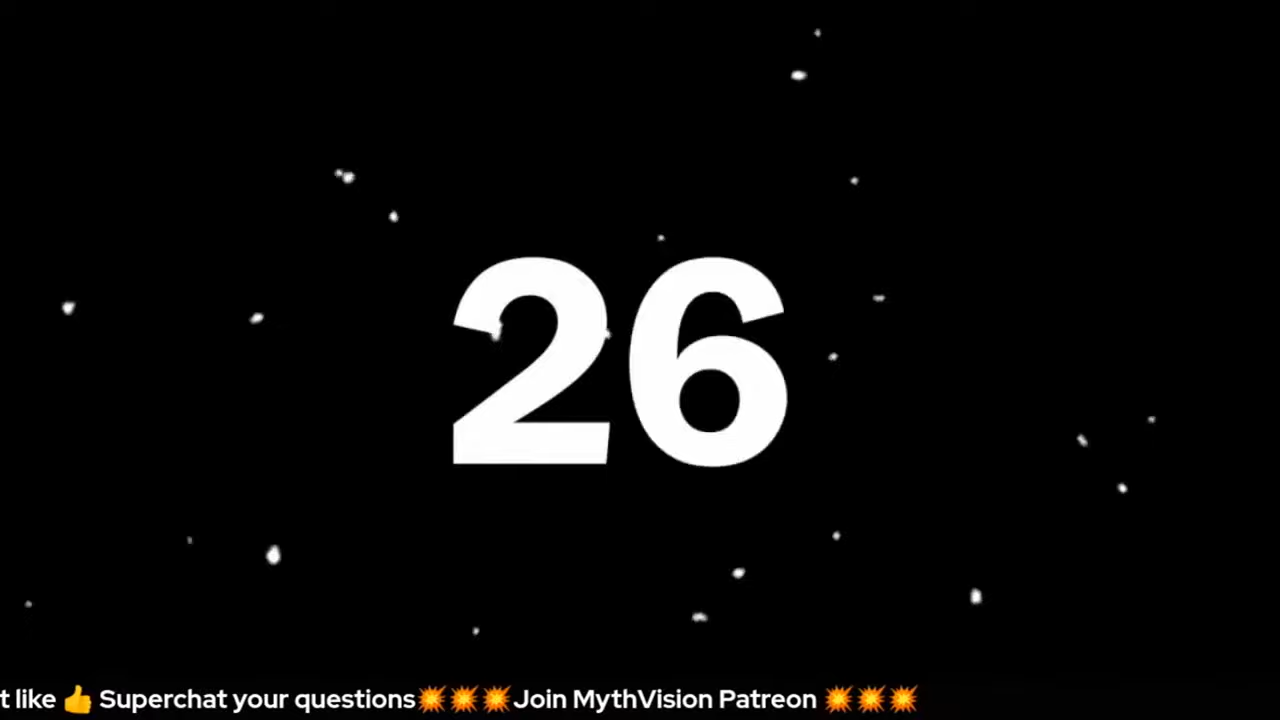 26
t like 👍 Superchat your questions💥💥💥Join MythVision Patreon 💥💥💥